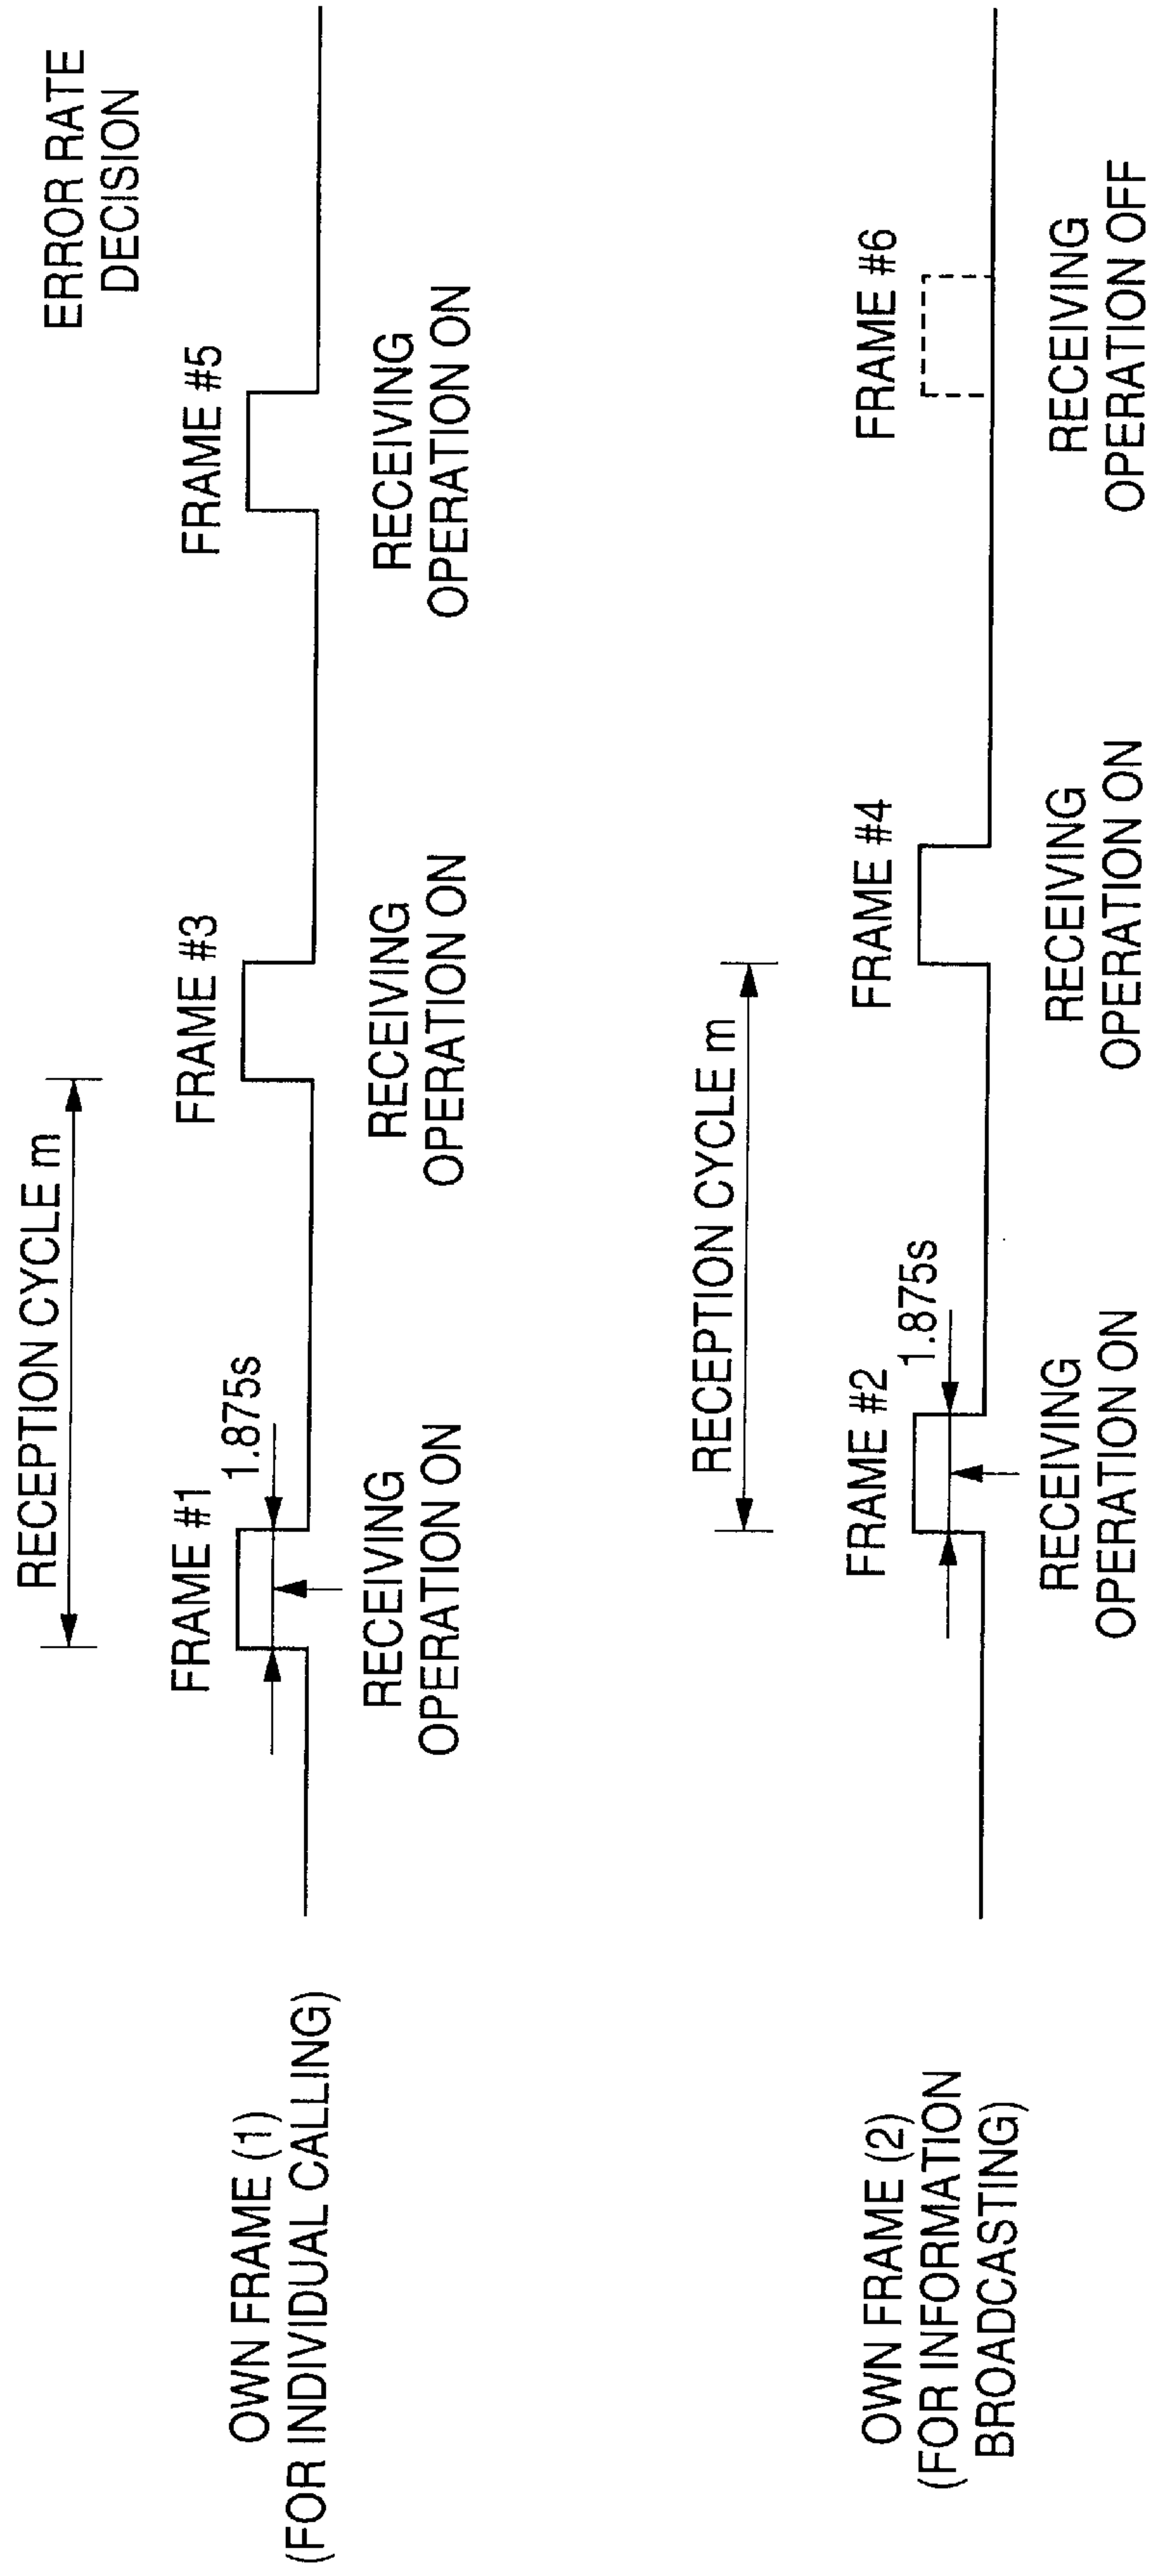 ERROR RATE
DECISION
RECEPTION CYCLE m
FRAME #1
1.875s
FRAME #3
FRAME #5
OWN FRAME (1)
(FOR INDIVIDUAL CALLING)
RECEIVING
OPERATION ON
RECEIVING
OPERATION ON
RECEIVING
OPERATION ON
RECEPTION CYCLE m
FRAME #2
1.875s
FRAME #4
FRAME #6
OWN FRAME (2)
(FOR INFORMATION
BROADCASTING)
RECEIVING
OPERATION ON
RECEIVING
OPERATION ON
RECEIVING
OPERATION OFF